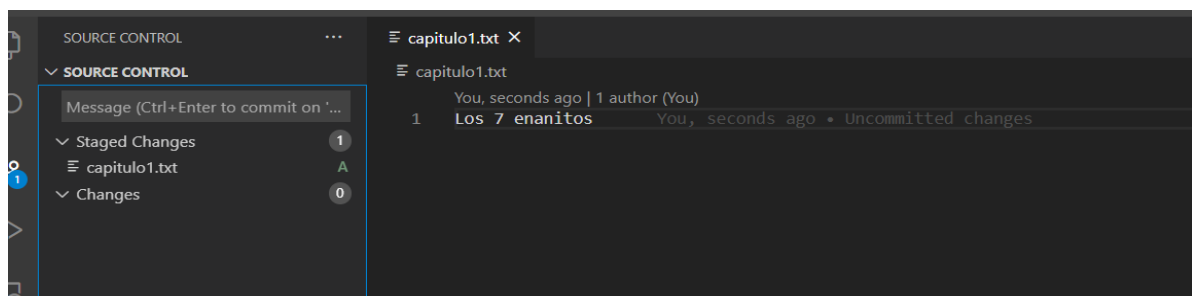 SOURCE CONTROL ···
SOURCE CONTROL
Message (Ctrl+Enter to commit on '...
Staged Changes 1
capitulo1.txt A
Changes 0
1
capitulo1.txt
capitulo1.txt
You, seconds ago | 1 author (You)
1 Los 7 enanitos You, seconds ago • Uncommitted changes